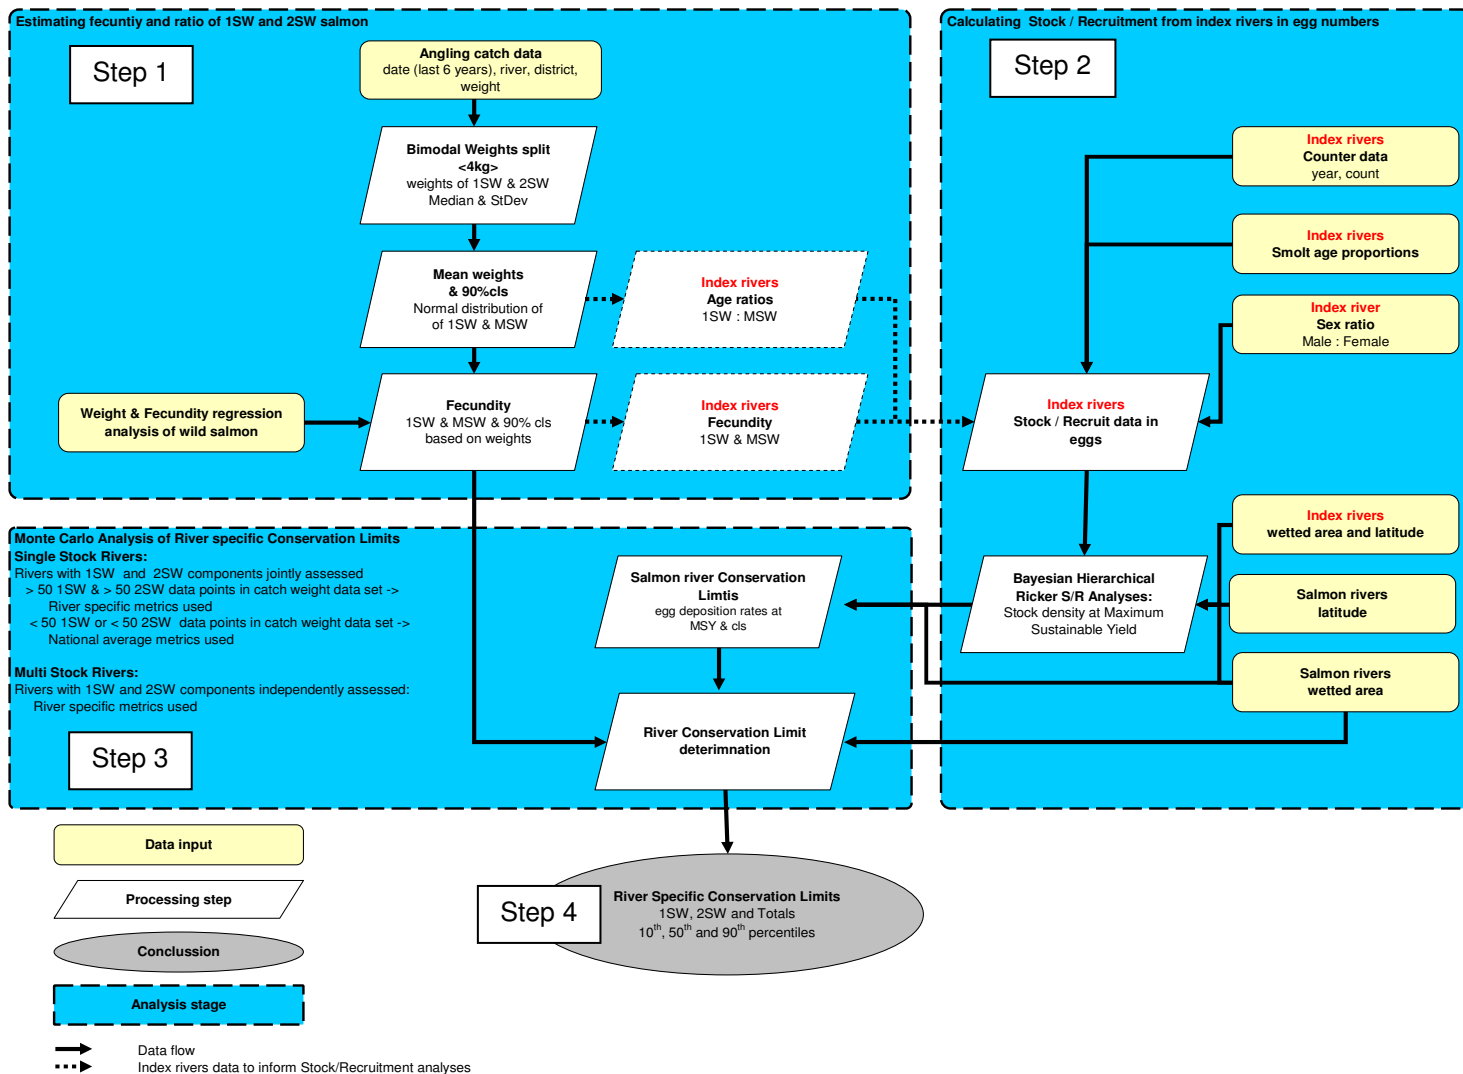 Estimating fecuntiy and ratio of 1SW and 2SW salmon
Step 1
Angling catch data
date (last 6 years), river, district,
weight
Bimodal Weights split
<4kg>
weights of 1SW & 2SW
Median & StDev
Mean weights
& 90%cls
Normal distribution of
of 1SW & MSW
Index rivers
Age ratios
1SW : MSW
Weight & Fecundity regression
analysis of wild salmon
Fecundity
1SW & MSW & 90% cls
based on weights
Index rivers
Fecundity
1SW & MSW
Calculating Stock / Recruitment from index rivers in egg numbers
Step 2
Index rivers
Counter data
year, count
Index rivers
Smolt age proportions
Index river
Sex ratio
Male : Female
Index rivers
Stock / Recruit data in
eggs
Index rivers
wetted area and latitude
Bayesian Hierarchical
Ricker S/R Analyses:
Stock density at Maximum
Sustainable Yield
Salmon rivers
latitude
Salmon rivers
wetted area
Monte Carlo Analysis of River specific Conservation Limits
Single Stock Rivers:
Rivers with 1SW and 2SW components jointly assessed
> 50 1SW & > 50 2SW data points in catch weight data set ->
River specific metrics used
< 50 1SW or < 50 2SW data points in catch weight data set ->
National average metrics used
Multi Stock Rivers:
Rivers with 1SW and 2SW components independently assessed:
River specific metrics used
Step 3
Salmon river Conservation
Limtis
egg deposition rates at
MSY & cls
River Conservation Limit
deterimnation
Step 4
River Specific Conservation Limits
1SW, 2SW and Totals
10th, 50th and 90th percentiles
Data input
Processing step
Conclussion
Analysis stage
Data flow
Index rivers data to inform Stock/Recruitment analyses